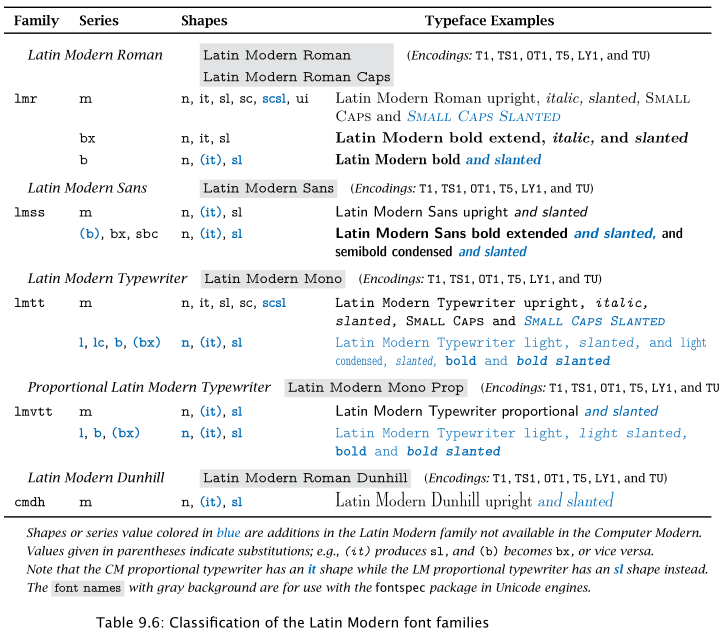 Family Series Shapes Typeface Examples
Latin Modern Roman Latin Modern Roman (Encodings: T1, TS1, OT1, T5, LY1, and TU)
Latin Modern Roman Caps
lmr m n, it, sl, sc, scsl, ui Latin Modern Roman upright, italic, slanted, Small
Caps and Small Caps Slanted
bx n, it, sl Latin Modern bold extend, italic, and slanted
b n, (it), sl Latin Modern bold and slanted
Latin Modern Sans Latin Modern Sans (Encodings: T1, TS1, OT1, T5, LY1, and TU)
lmss m n, (it), sl Latin Modern Sans upright and slanted
(b), bx, sbc n, (it), sl Latin Modern Sans bold extended and slanted, and
semibold condensed and slanted
Latin Modern Typewriter Latin Modern Mono (Encodings: T1, TS1, OT1, T5, LY1, and TU)
lmtt m n, it, sl, sc, scsl Latin Modern Typewriter upright, italic,
slanted, Small Caps and Small Caps Slanted
l, lc, b, (bx) n, (it), sl Latin Modern Typewriter light, slanted, and light
condensed, slanted, bold and bold slanted
Proportional Latin Modern Typewriter Latin Modern Mono Prop (Encodings: T1, TS1, OT1, T5, LY1, and TU
lmvtt m n, (it), sl Latin Modern Typewriter proportional and slanted
l, b, (bx) n, (it), sl Latin Modern Typewriter light, light slanted,
bold and bold slanted
Latin Modern Dunhill Latin Modern Roman Dunhill (Encodings: T1, TS1, OT1, T5, LY1, and TU)
cmdh m n, (it), sl Latin Modern Dunhill upright and slanted
Shapes or series value colored in blue are additions in the Latin Modern family not available in the Computer Modern.
Values given in parentheses indicate substitutions; e.g., (it) produces sl, and (b) becomes bx, or vice versa.
Note that the CM proportional typewriter has an it shape while the LM proportional typewriter has an sl shape instead.
The font names with gray background are for use with the fontspec package in Unicode engines.
Table 9.6: Classification of the Latin Modern font families